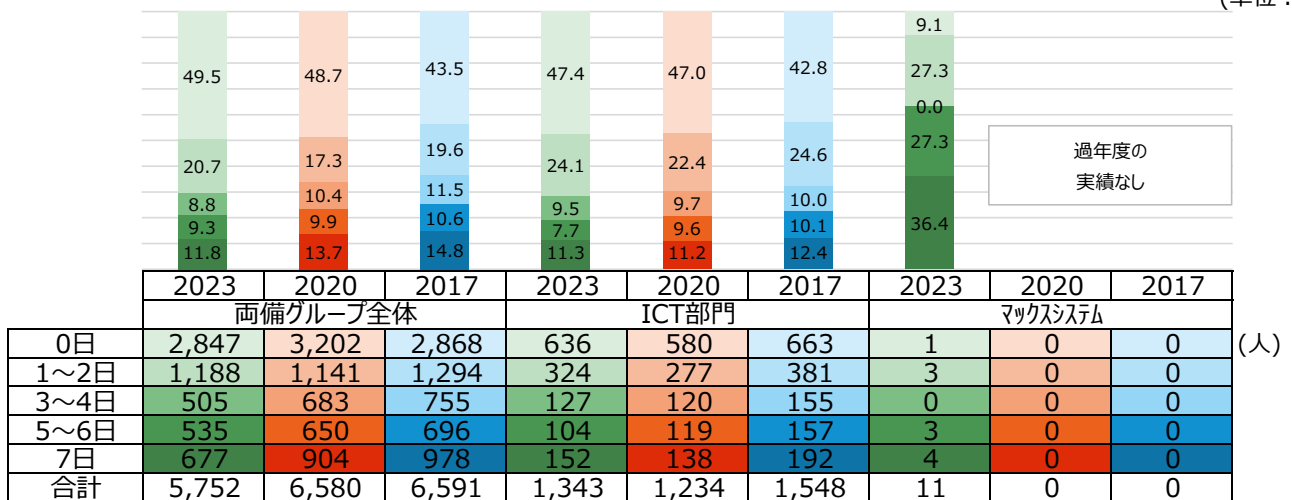 (単位：
49.5 48.7 43.5 47.4 47.0 42.8 9.1
20.7 17.3 19.6 24.1 22.4 24.6 27.3
8.8 10.4 11.5 9.5 9.7 10.0 0.0
9.3 9.9 10.6 7.7 9.6 10.1 27.3
11.8 13.7 14.8 11.3 11.2 12.4 36.4
過年度の
実績なし
2023 2020 2017 2023 2020 2017 2023 2020 2017
両備グループ全体 ICT部門 マックスシステム
0日 2,847 3,202 2,868 636 580 663 1 0 0 (人)
1～2日 1,188 1,141 1,294 324 277 381 3 0 0
3～4日 505 683 755 127 120 155 0 0 0
5～6日 535 650 696 104 119 157 3 0 0
7日 677 904 978 152 138 192 4 0 0
合計 5,752 6,580 6,591 1,343 1,234 1,548 11 0 0